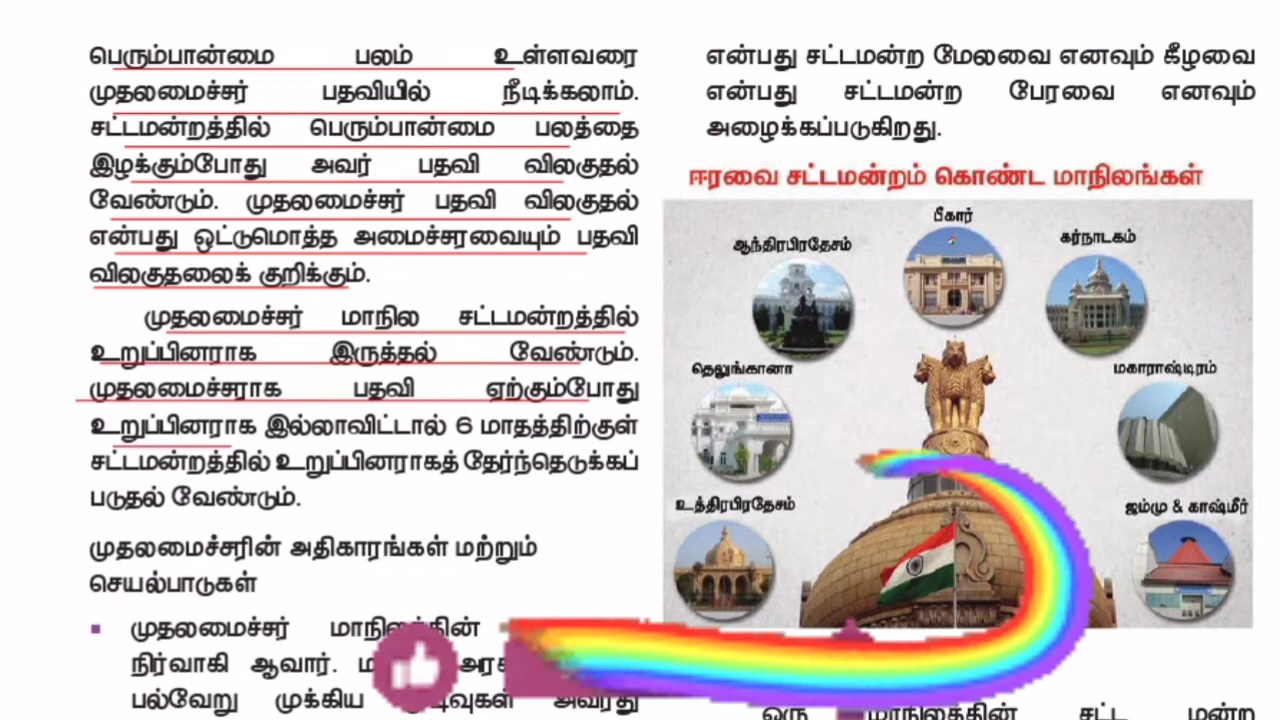 பெரும்பான்மை பலம் உள்ளவரை
முதலமைச்சர் பதவியில் நீடிக்கலாம்.
சட்டமன்றத்தில் பெரும்பான்மை பலத்தை
இழக்கும்போது அவர் பதவி விலகுதல்
வேண்டும். முதலமைச்சர் பதவி விலகுதல்
என்பது ஒட்டுமொத்த அமைச்சரவையும் பதவி
விலகுதலைக் குறிக்கும்.
முதலமைச்சர் மாநில சட்டமன்றத்தில்
உறுப்பினராக இருத்தல் வேண்டும்.
முதலமைச்சராக பதவி ஏற்கும்போது
உறுப்பினராக இல்லாவிட்டால் 6 மாதத்திற்குள்
சட்டமன்றத்தில் உறுப்பினராகத் தேர்ந்தெடுக்கப்
படுதல் வேண்டும்.
முதலமைச்சரின் அதிகாரங்கள் மற்றும்
செயல்பாடுகள்
▪ முதலமைச்சர்
நிர்வாகி ஆவார்.
பல்வேறு முக்கிய
என்பது சட்டமன்ற மேலவை எனவும் கீழவை
என்பது சட்டமன்ற பேரவை எனவும்
அழைக்கப்படுகிறது.
ஈரவை சட்டமன்றம் கொண்ட மாநிலங்கள்
பீகார்
ஆந்திரபிரதேசம்
கர்நாடகம்
தெலுங்கானா
மகாராஷ்டிரம்
உத்திரபிரதேசம்
ஜம்மு & காஷ்மீர்
ஒரு மாநிலத்தின் சட்ட மன்ற